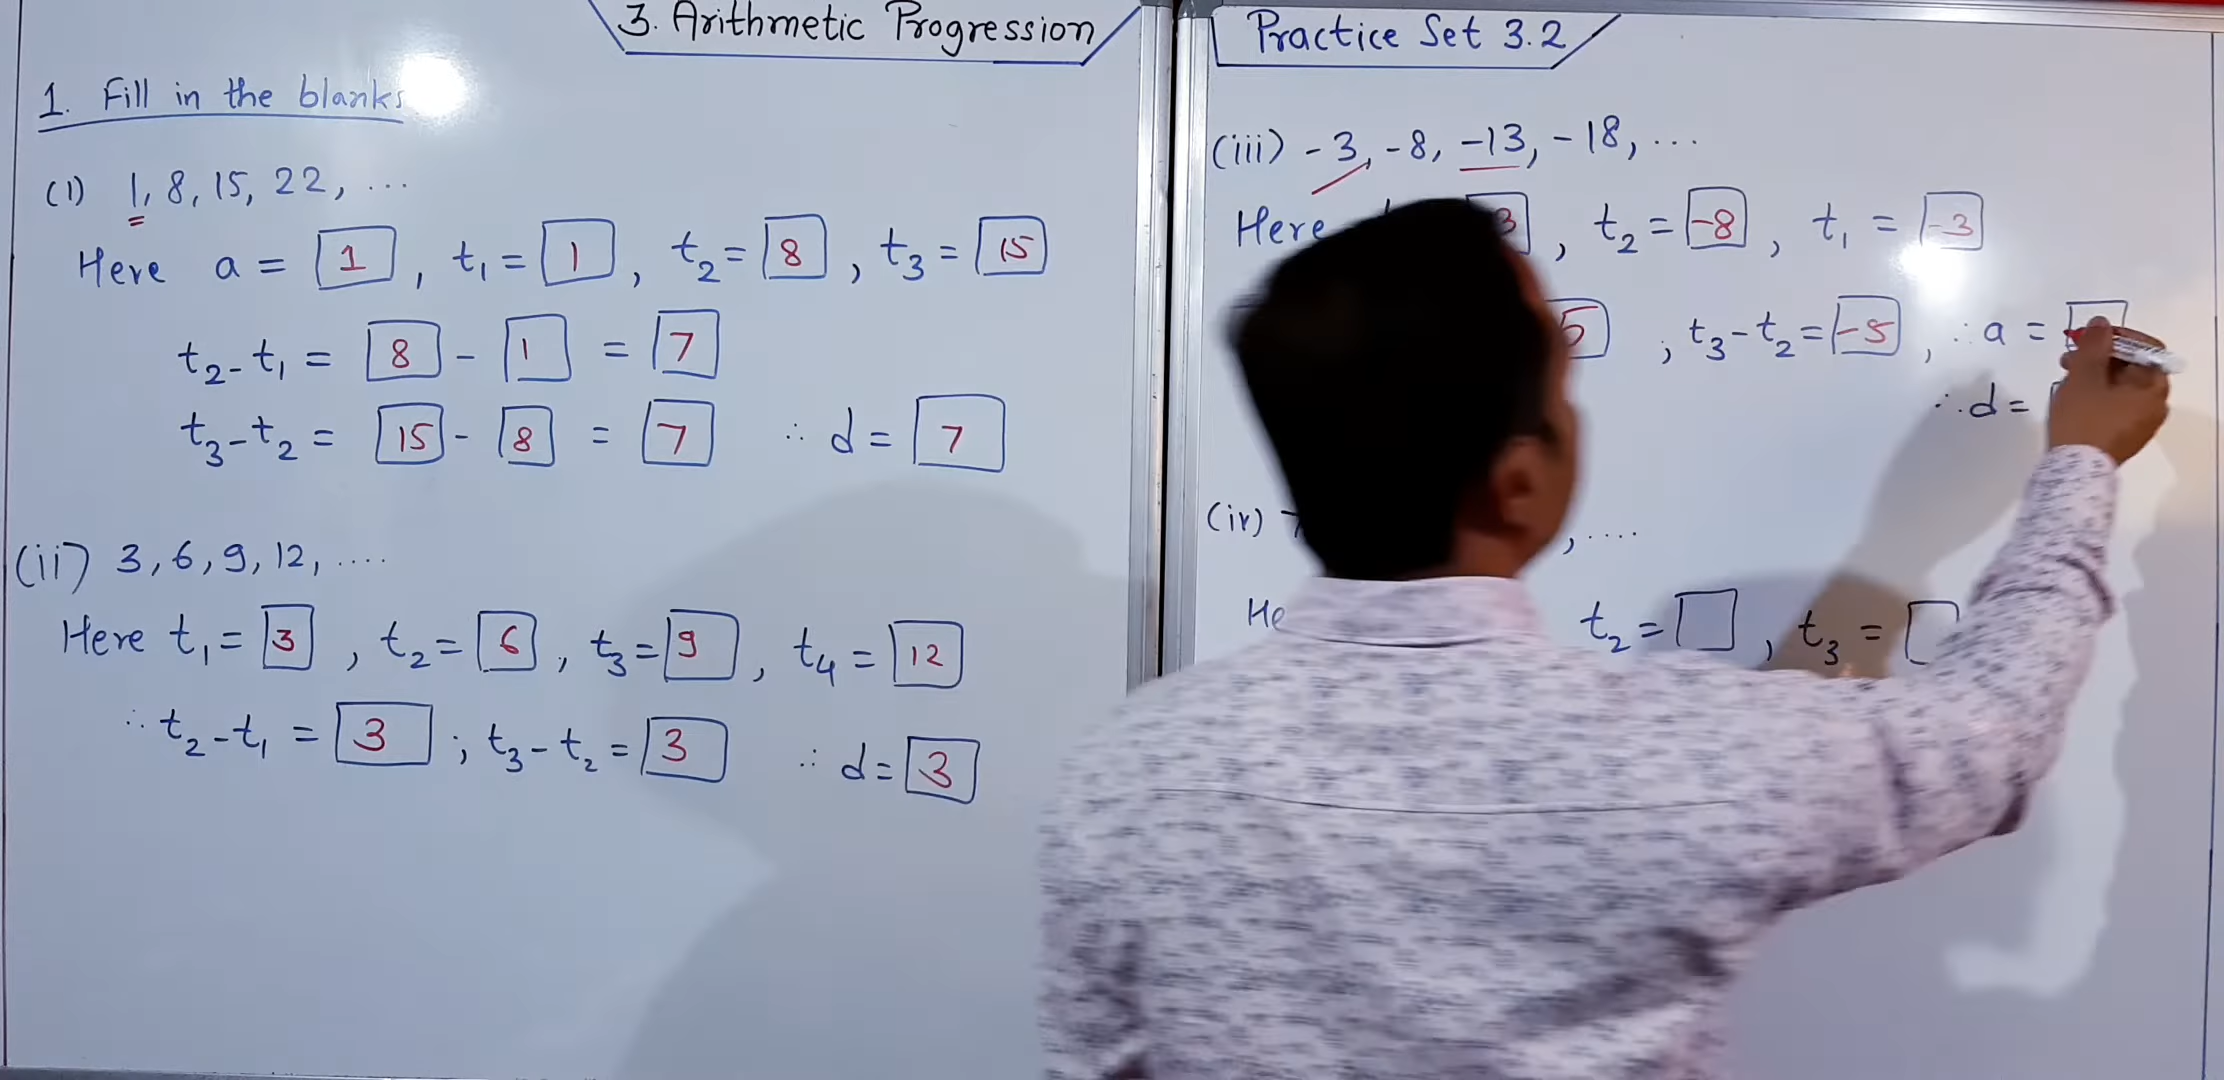 3. Arithmetic Progression
1. Fill in the blanks
(i) 1, 8, 15, 22, ...
Here a = 1, t₁ = 1, t₂ = 8, t₃ = 15
t₂ - t₁ = 8 - 1 = 7
t₃ - t₂ = 15 - 8 = 7 ∴ d = 7
(ii) 3, 6, 9, 12, ....
Here t₁ = 3, t₂ = 6, t₃ = 9, t₄ = 12
∴ t₂ - t₁ = 3; t₃ - t₂ = 3 ∴ d = 3
Practice Set 3.2
(iii) -3, -8, -13, -18, ...
Here 3, t₂ = -8, t₁ = -3
5, t₃ - t₂ = -5, ∴ a =
∴ d =
(iv) , ....
t₂ = , t₃ =